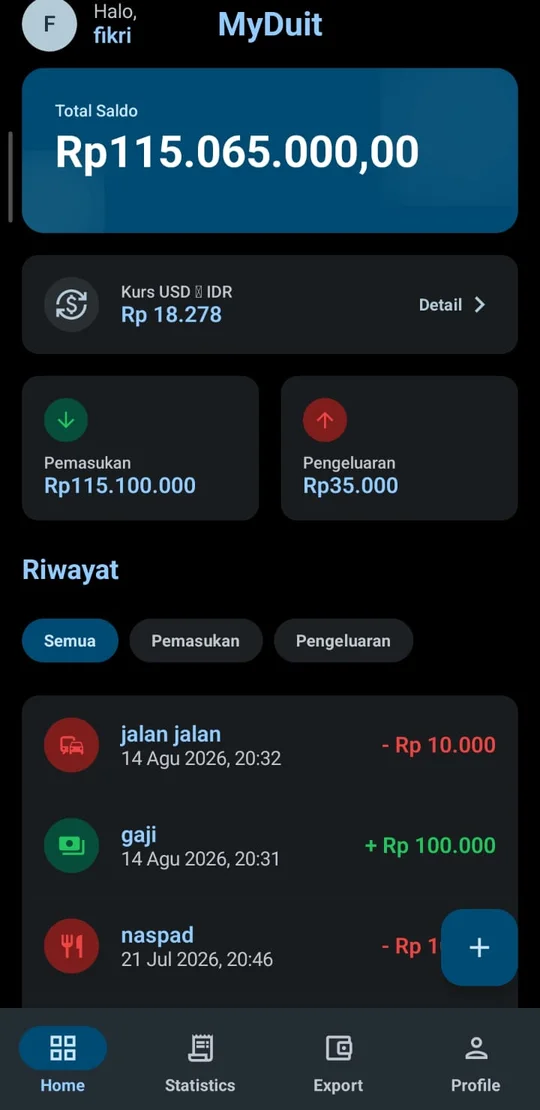 F
Halo,
fikri
MyDuit
Total Saldo
Rp115.065.000,00
Kurs USD IDR
Rp 18.278
Detail
Pemasukan
Rp115.100.000
Pengeluaran
Rp35.000
Riwayat
Semua
Pemasukan
Pengeluaran
jalan jalan
14 Agu 2026, 20:32
- Rp 10.000
gaji
14 Agu 2026, 20:31
+ Rp 100.000
naspad
21 Jul 2026, 20:46
- Rp
Home
Statistics
Export
Profile